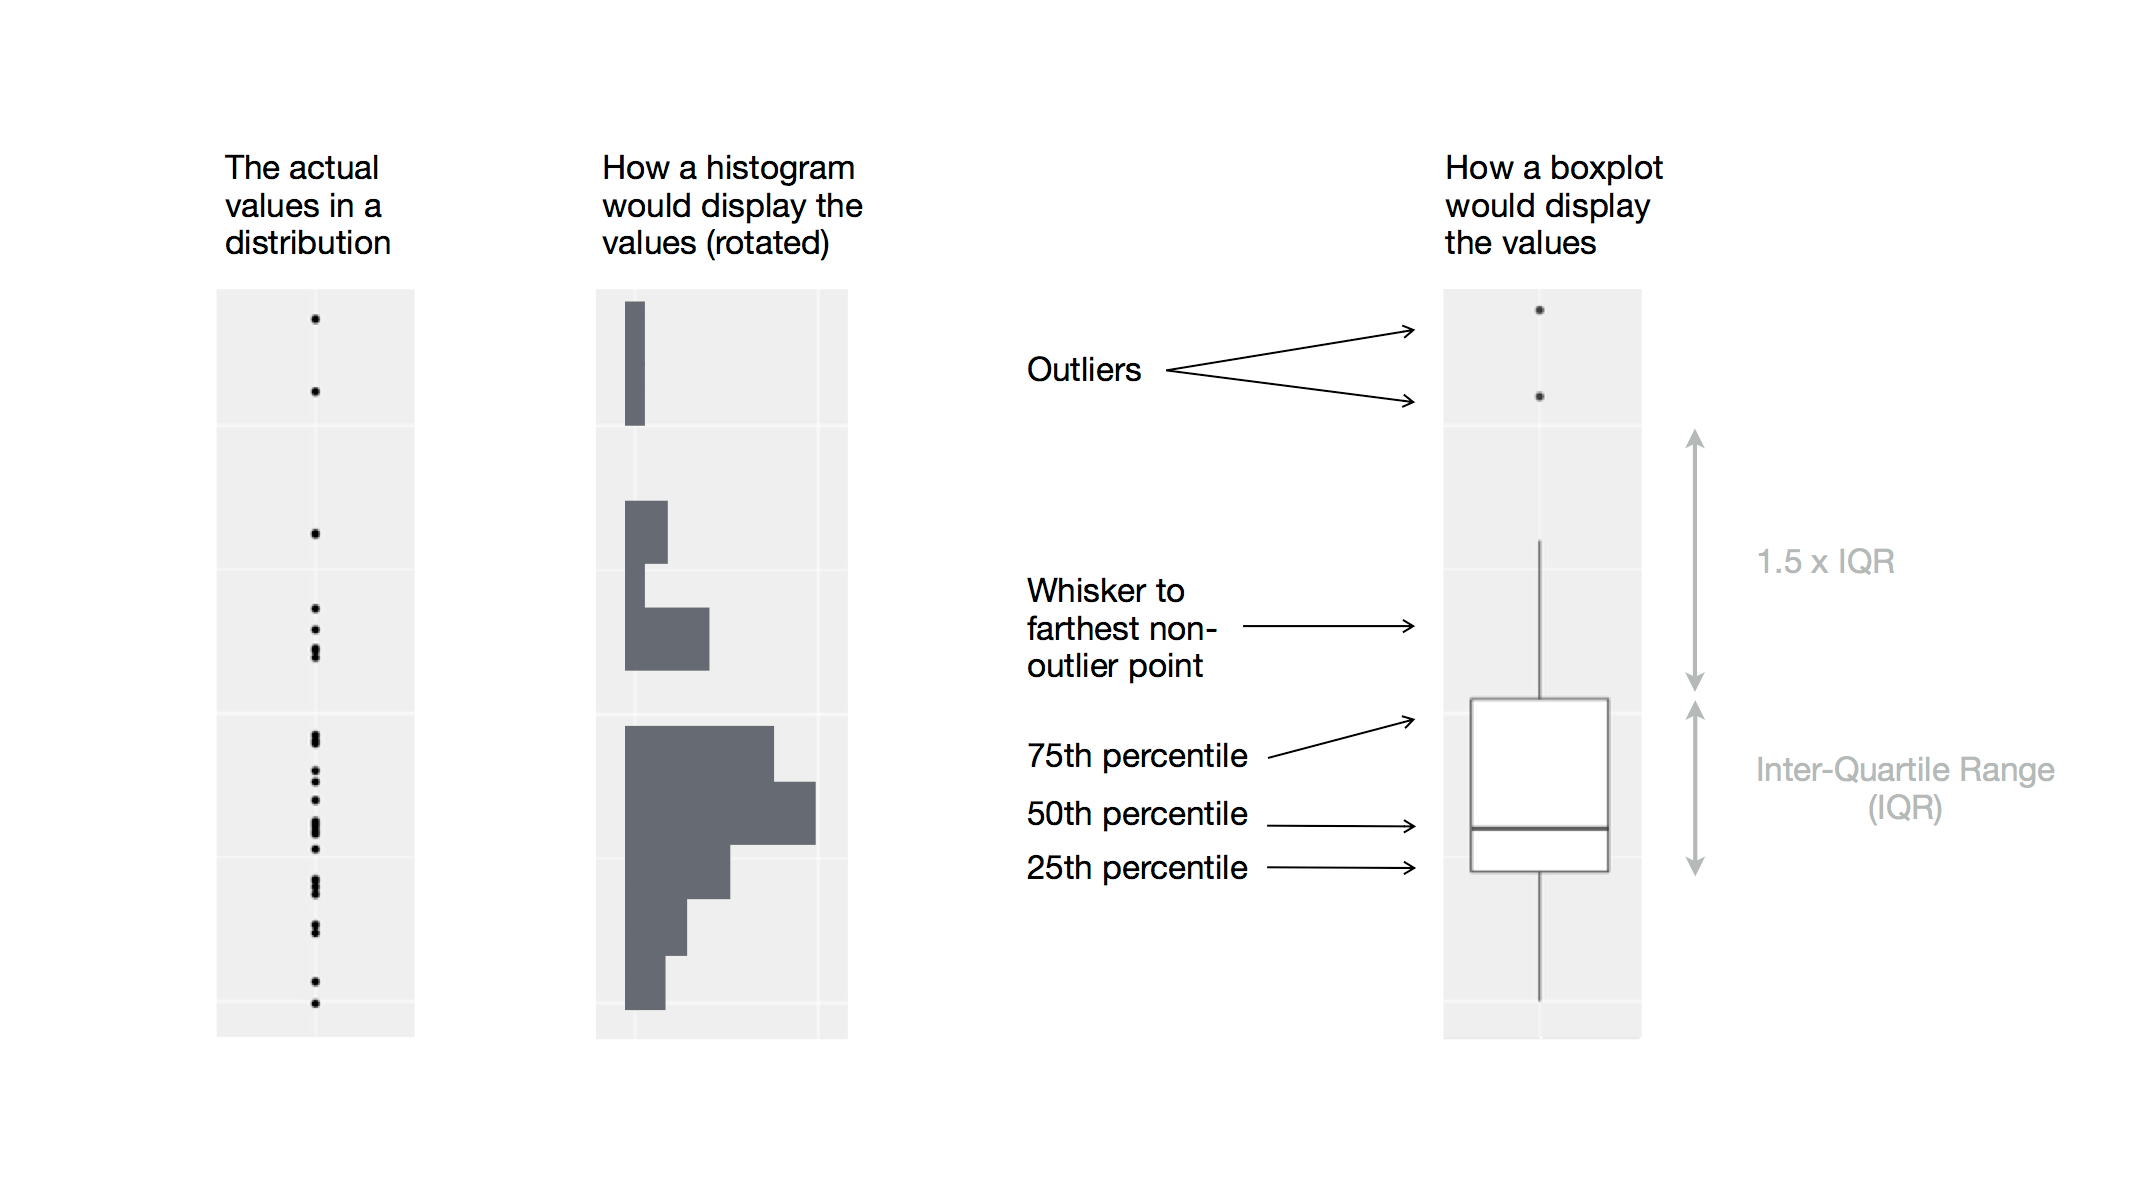 The actual
values in a
distribution
How a histogram
would display the
values (rotated)
How a boxplot
would display
the values
Outliers
1.5 x IQR
Whisker to
farthest non-
outlier point
75th percentile
50th percentile
25th percentile
Inter-Quartile Range
(IQR)